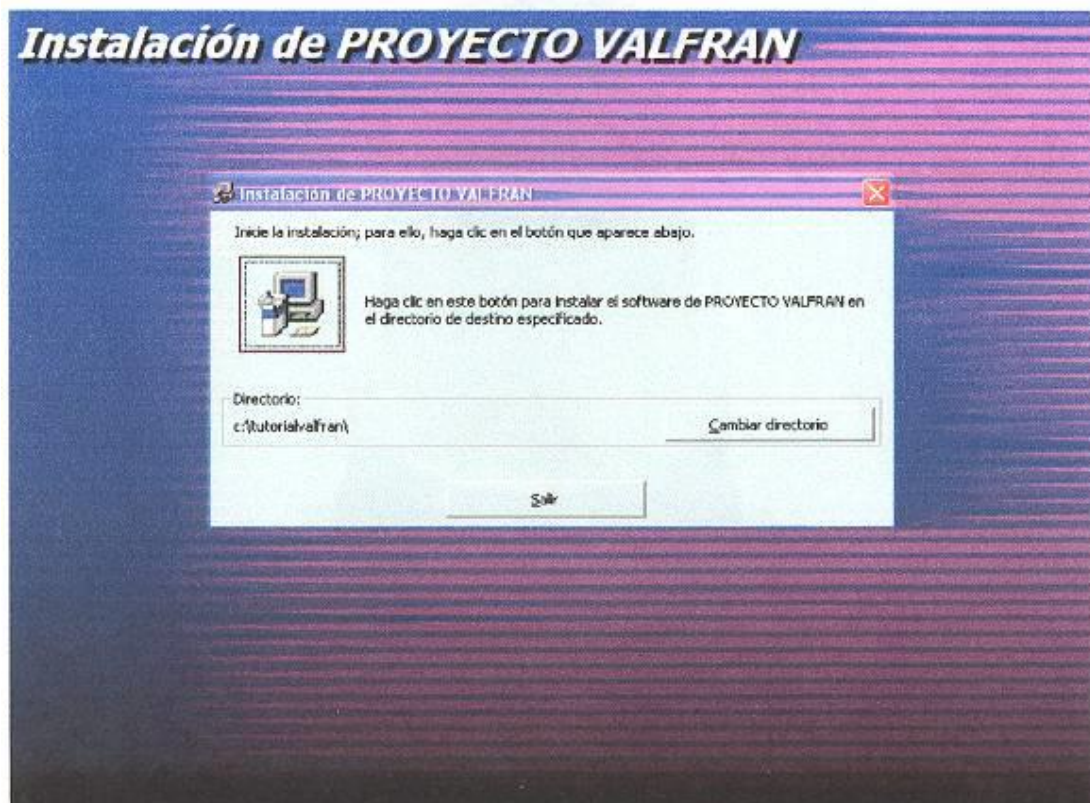 Instalación de PROYECTO VALFRAN
Instalación de PROYECTO VALFRAN
Inicie la instalación; para ello, haga clic en el botón que aparece abajo.
Haga clic en este botón para instalar el software de PROYECTO VALFRAN en
el directorio de destino especificado.
Directorio:
c:\tutorialvalfran\
Cambiar directorio
Salir